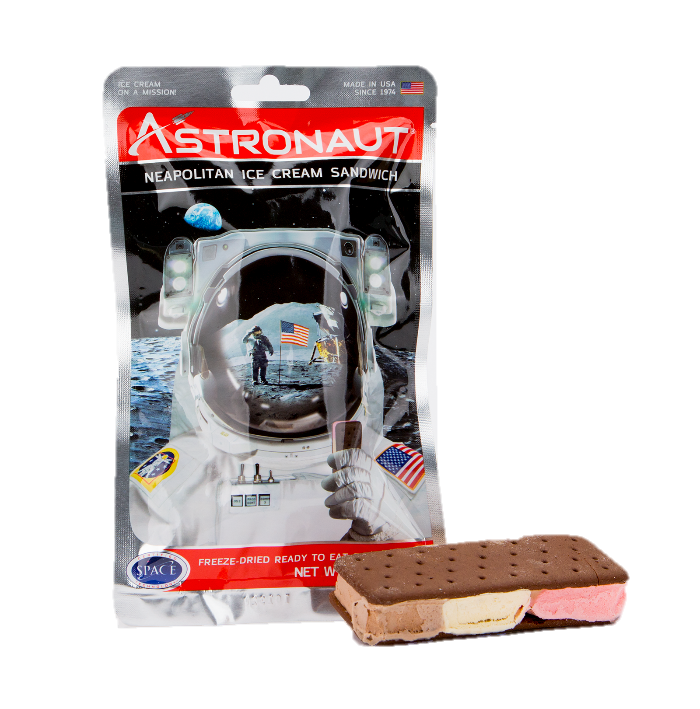 ICE CREAM
ON A MISSION!
MADE IN USA
SINCE 1974
ASTRONAUT
NEAPOLITAN ICE CREAM SANDWICH
FREEZE-DRIED READY TO EAT
NET
SPACE